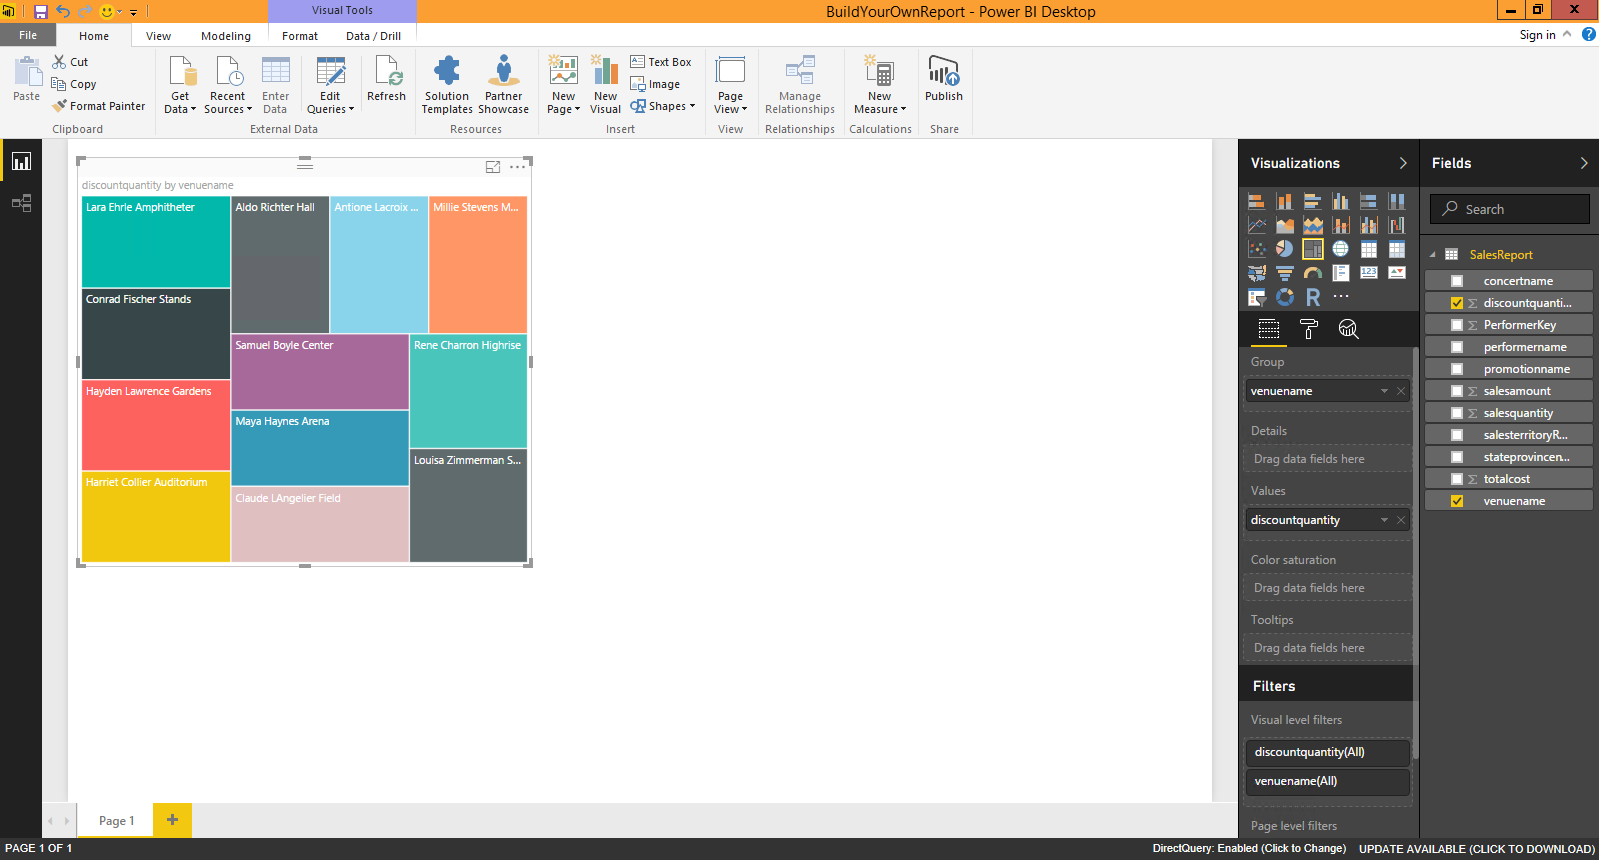 Visual Tools
BuildYourOwnReport - Power BI Desktop
File Home View Modeling Format Data / Drill
Sign in
Paste
Cut
Copy
Format Painter
Get Data
Recent Sources
Enter Data
Edit Queries
Refresh
Solution Templates
Partner Showcase
New Page
New Visual
Text Box
Image
Shapes
Page View
Manage Relationships
New Measure
Publish
Clipboard
External Data
Resources
Insert
View
Relationships
Calculations
Share
discountquantity by venuename
Lara Ehrle Amphitheter
Aldo Richter Hall
Antione Lacroix ...
Millie Stevens M...
Conrad Fischer Stands
Samuel Boyle Center
Rene Charron Highrise
Hayden Lawrence Gardens
Maya Haynes Arena
Louisa Zimmerman S...
Harriet Collier Auditorium
Claude LAngelier Field
Visualizations
R
123
Group
venuename
Details
Drag data fields here
Values
discountquantity
Color saturation
Drag data fields here
Tooltips
Drag data fields here
Filters
Visual level filters
discountquantity(All)
venuename(All)
Page level filters
Fields
Search
SalesReport
concertname
Σ discountquanti...
Σ PerformerKey
performername
promotionname
Σ salesamount
Σ salesquantity
salesterritoryR...
stateprovincen...
Σ totalcost
venuename
Page 1
PAGE 1 OF 1
DirectQuery: Enabled (Click to Change)
UPDATE AVAILABLE (CLICK TO DOWNLOAD)